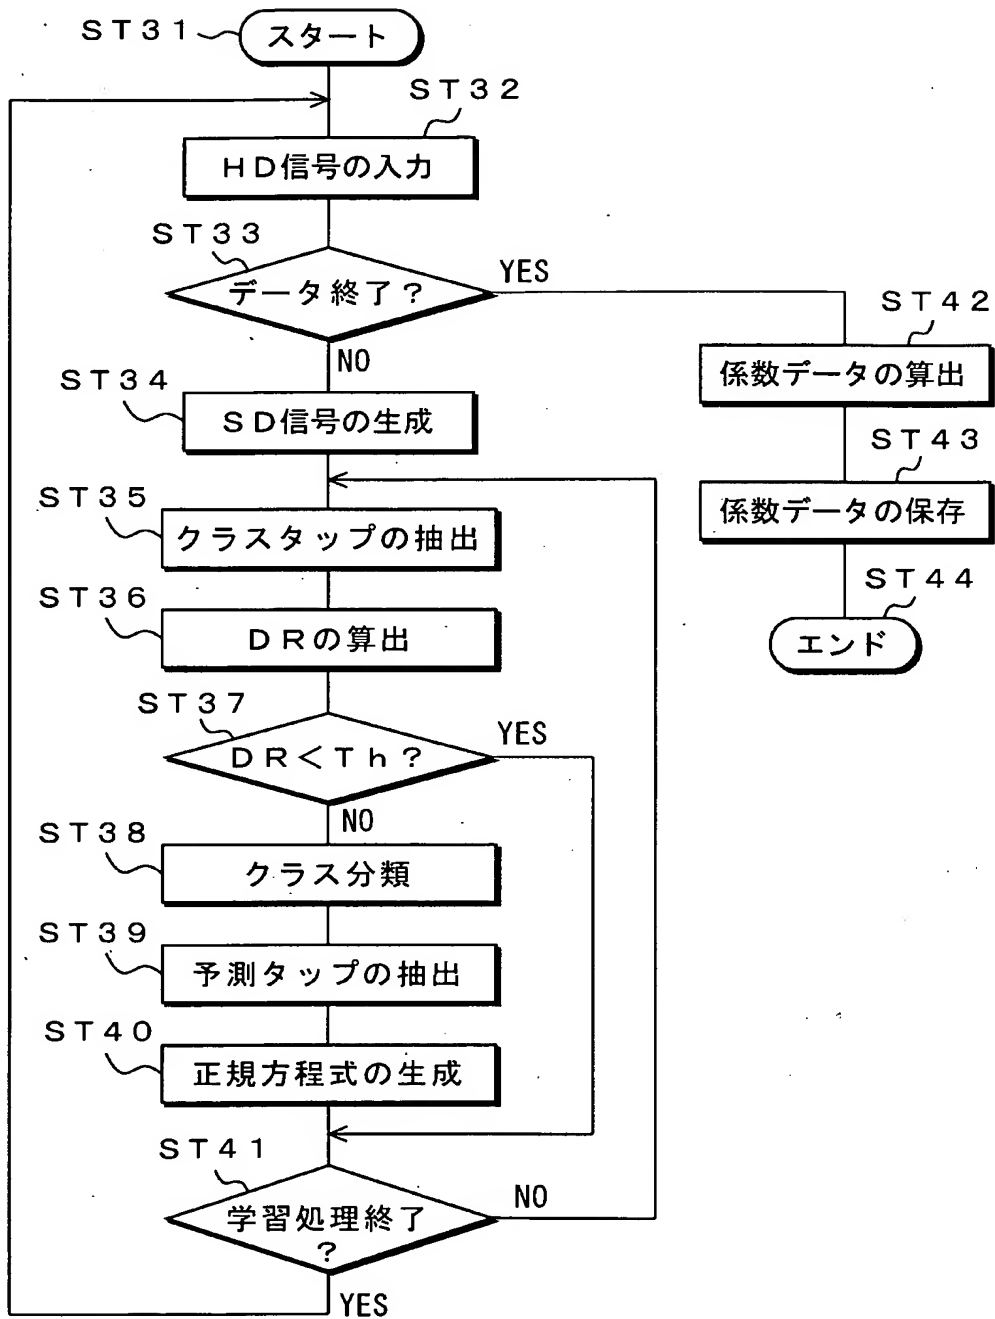 ST31
スタート
ST32
HD信号の入力
ST33
データ終了?
YES
NO
ST34
SD信号の生成
ST35
クラスタップの抽出
ST36
DRの算出
ST37
DR<Th?
YES
NO
ST38
クラス分類
ST39
予測タップの抽出
ST40
正規方程式の生成
ST41
学習処理終了
?
NO
YES
ST42
係数データの算出
ST43
係数データの保存
ST44
エンド